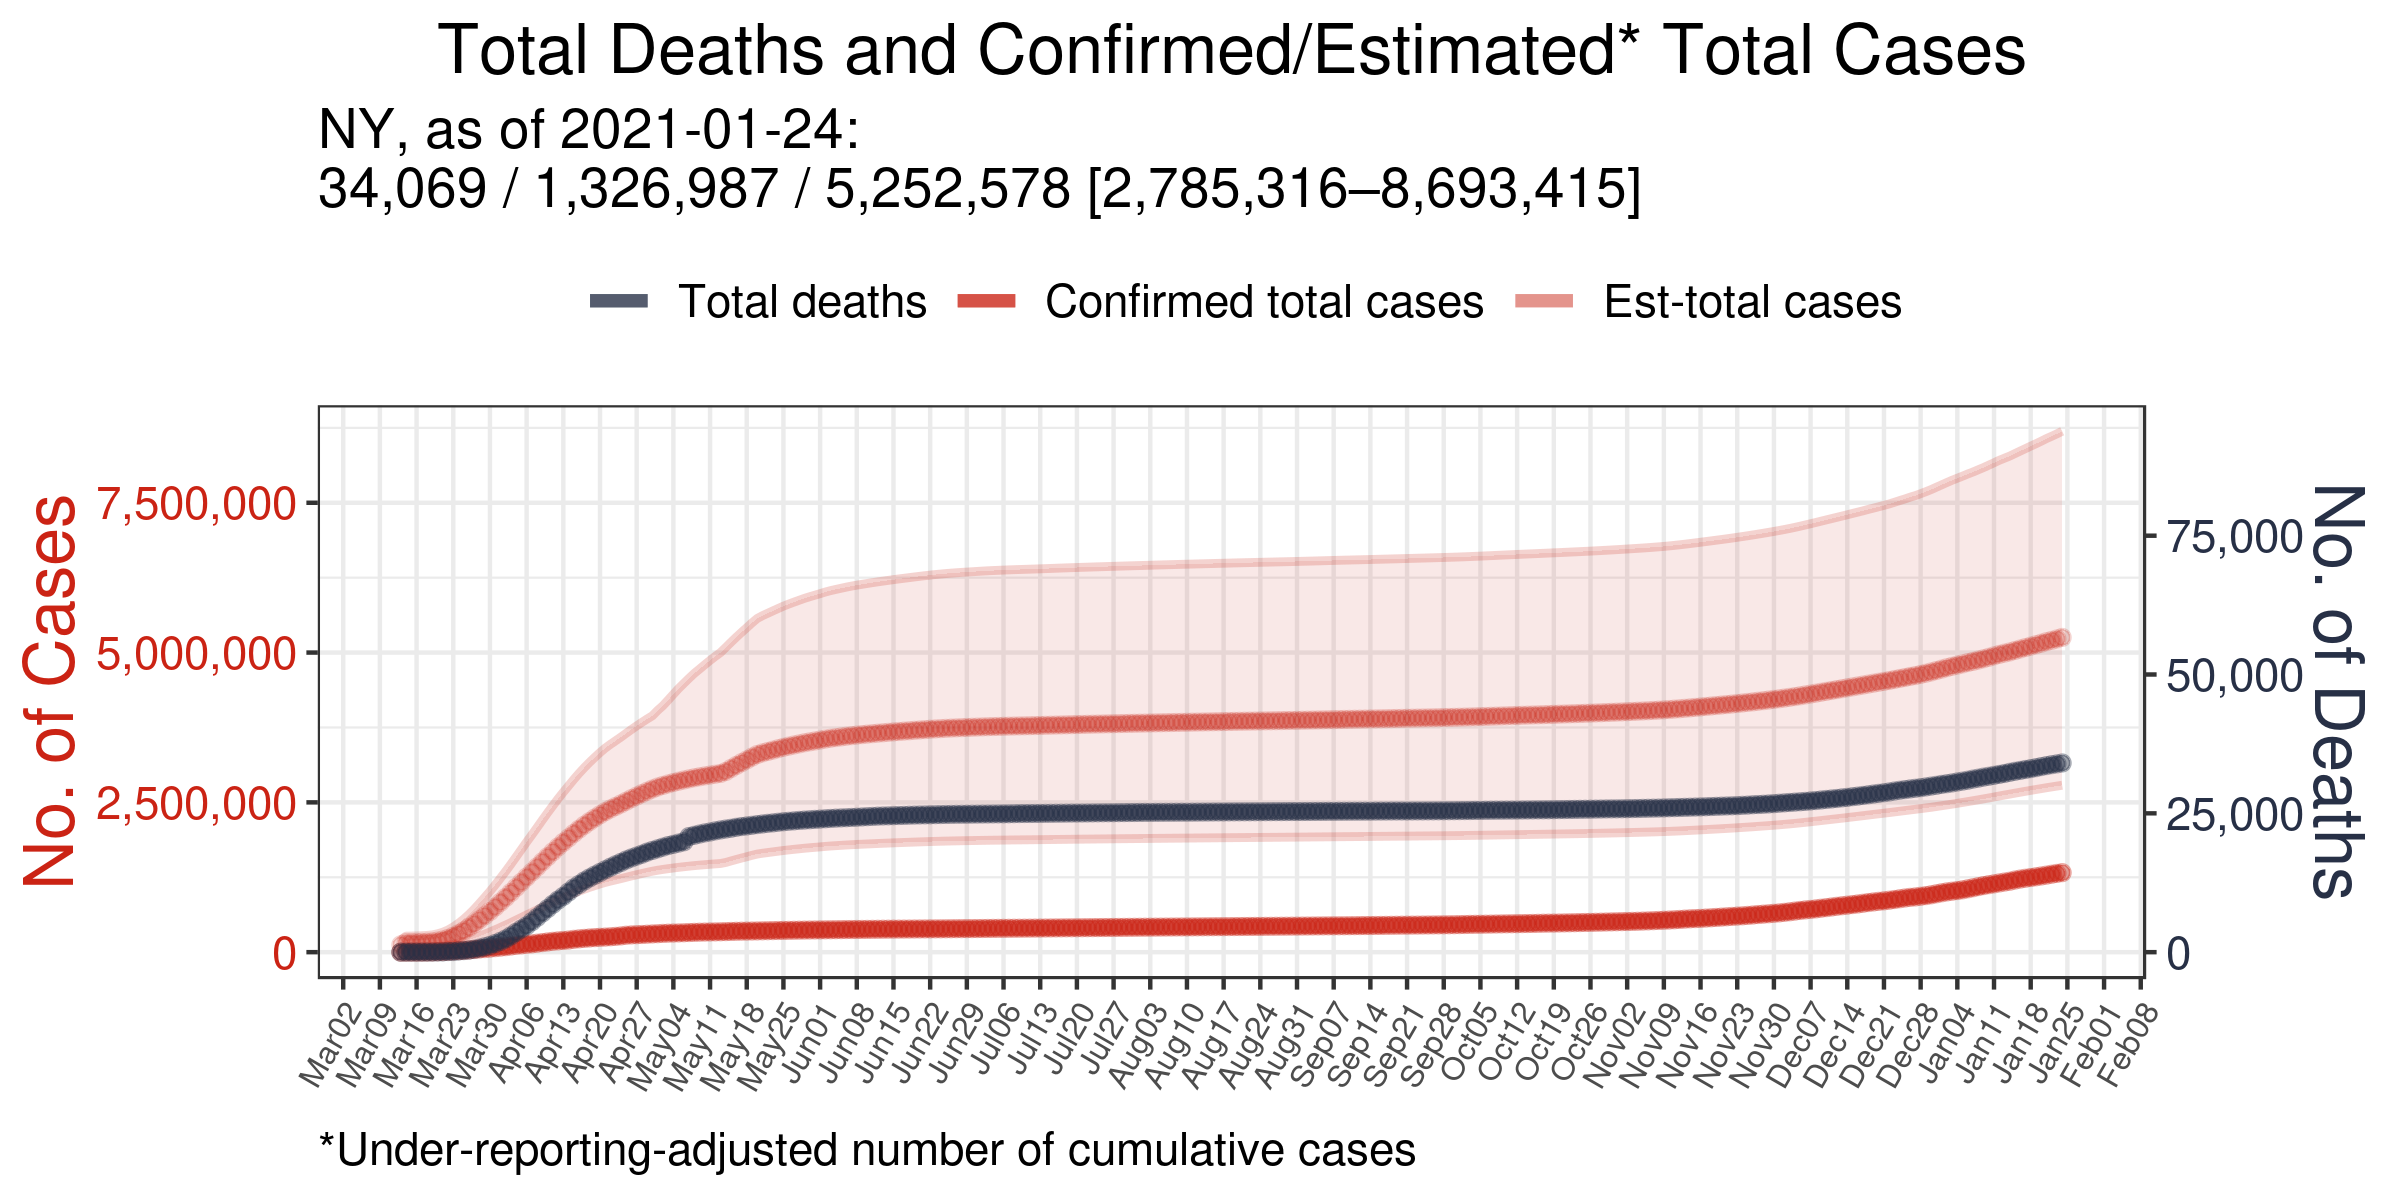 Total Deaths and Confirmed/Estimated* Total Cases
NY, as of 2021-01-24:
34,069 / 1,326,987 / 5,252,578 [2,785,316–8,693,415]
Total deaths
Confirmed total cases
Est-total cases
No. of Cases
7,500,000
5,000,000
2,500,000
0
75,000
50,000
25,000
0
No. of Deaths
Mar02
Mar09
Mar16
Mar23
Mar30
Apr06
Apr13
Apr20
Apr27
May04
May11
May18
May25
Jun01
Jun08
Jun15
Jun22
Jun29
Jul06
Jul13
Jul20
Jul27
Aug03
Aug10
Aug17
Aug24
Aug31
Sep07
Sep14
Sep21
Sep28
Oct05
Oct12
Oct19
Oct26
Nov02
Nov09
Nov16
Nov23
Nov30
Dec07
Dec14
Dec21
Dec28
Jan04
Jan11
Jan18
Jan25
Feb01
Feb08
*Under-reporting-adjusted number of cumulative cases